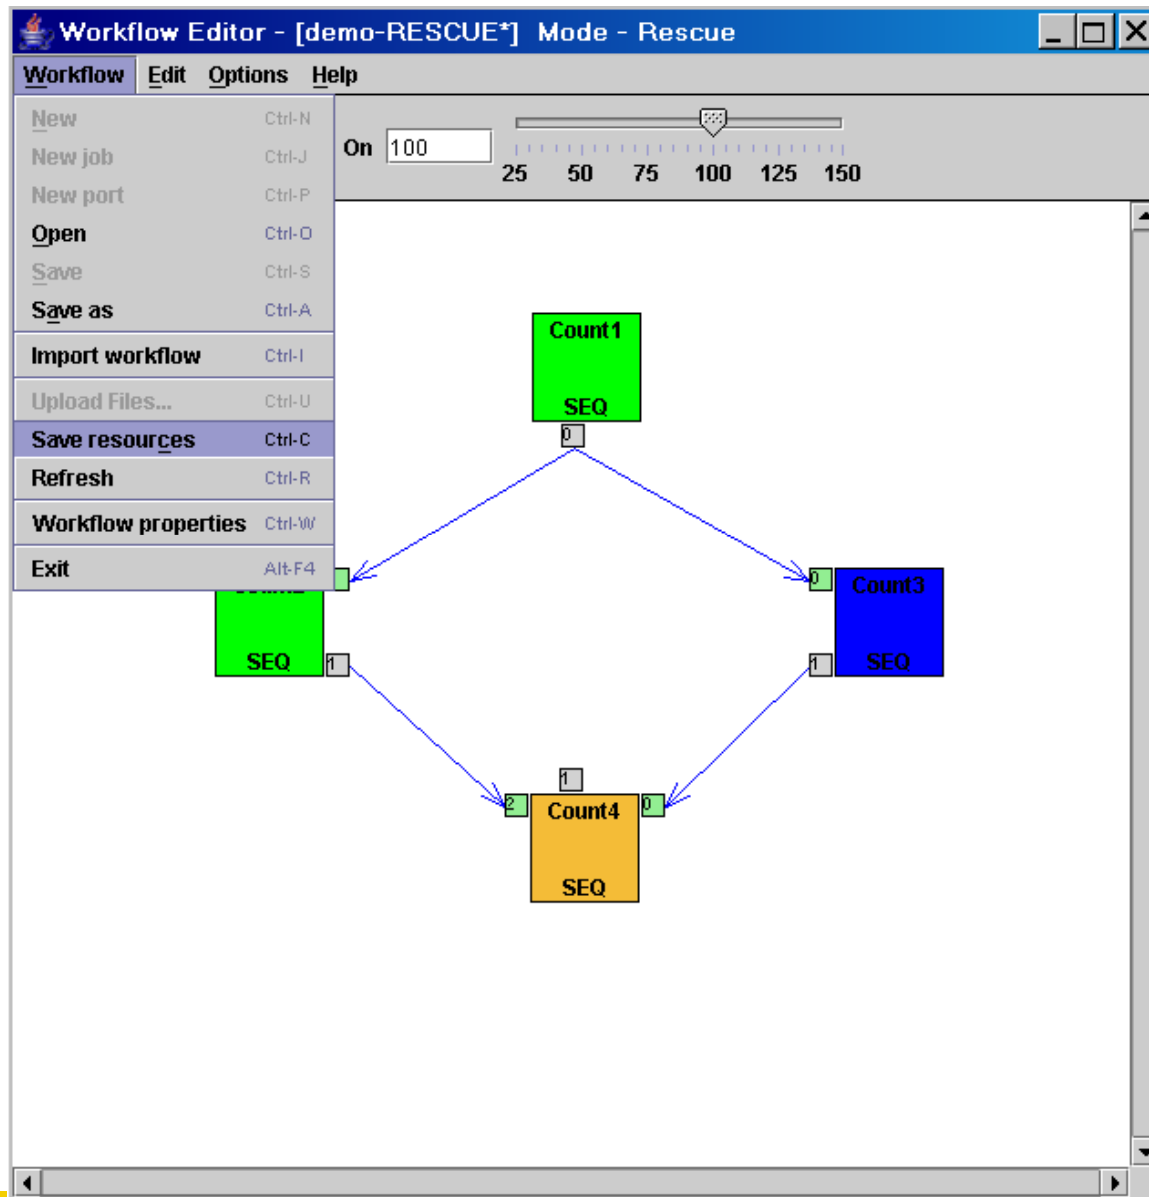 Workflow Editor - [demo-RESCUE*] Mode - Rescue
Workflow Edit Options Help
New Ctrl-N
New job Ctrl-J
New port Ctrl-P
Open Ctrl-O
Save Ctrl-S
Save as Ctrl-A
Import workflow Ctrl-I
Upload Files... Ctrl-U
Save resources Ctrl-C
Refresh Ctrl-R
Workflow properties Ctrl-W
Exit Alt-F4
On 100
25 50 75 100 125 150
Count1
SEQ
0
0 Count3
SEQ 1
1 SEQ
1
2 Count4 0
SEQ